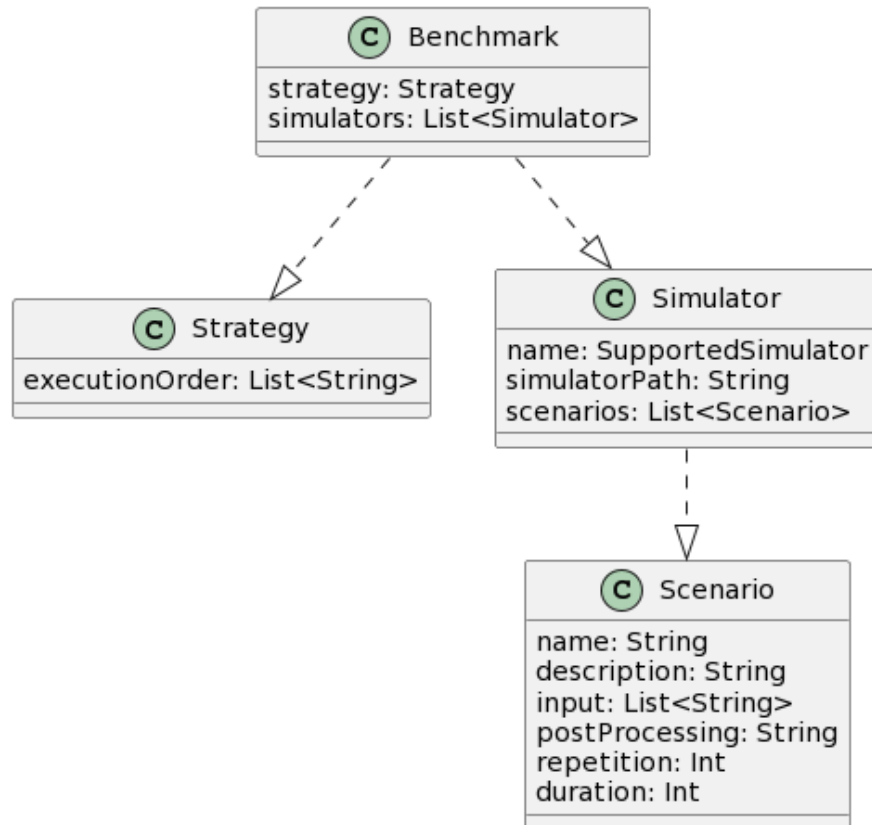 C Benchmark
strategy: Strategy
simulators: List<Simulator>
C Strategy
executionOrder: List<String>
C Simulator
name: SupportedSimulator
simulatorPath: String
scenarios: List<Scenario>
C Scenario
name: String
description: String
input: List<String>
postProcessing: String
repetition: Int
duration: Int